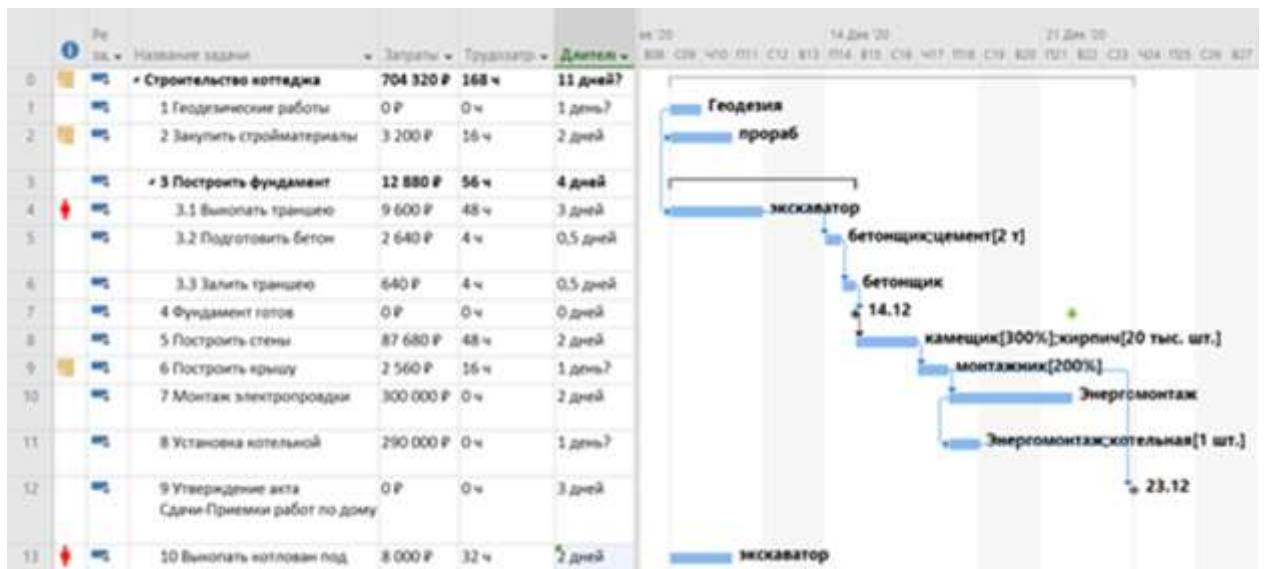 14 Дек '20 21 Дек '20
Название задачи Затраты Трудозатр.
0 Строительство коттеджа 704 320 ₽ 168 ч 11 дней?
1 1 Геодезические работы 0 ₽ 0 ч 1 день? Геодезия
2 2 Закупить стройматериалы 3 200 ₽ 16 ч 2 дней прораб
3 3 Построить фундамент 12 880 ₽ 56 ч 4 дней
4 3.1 Выкопать траншею 9 600 ₽ 48 ч 3 дней экскаватор
5 3.2 Подготовить бетон 2 640 ₽ 4 ч 0,5 дней бетонщик;цемент[2 т]
6 3.3 Залить траншею 640 ₽ 4 ч 0,5 дней бетонщик
7 4 Фундамент готов 0 ₽ 0 ч 0 дней 14.12
8 5 Построить стены 87 680 ₽ 48 ч 2 дней камещик[300%];кирпич[20 тыс. шт.]
9 6 Построить крышу 2 560 ₽ 16 ч 1 день? монтажник[200%]
10 7 Монтаж электропровдки 300 000 ₽ 0 ч 2 дней Энергомонтаж
11 8 Установка котельной 290 000 ₽ 0 ч 1 день? Энергомонтаж;котельная[1 шт.]
12 9 Утверждение акта 0 ₽ 0 ч 3 дней 23.12
Сдачи-Приемки работ по дому
13 10 Выкопать котлован под 8 000 ₽ 32 ч 2 дней экскаватор